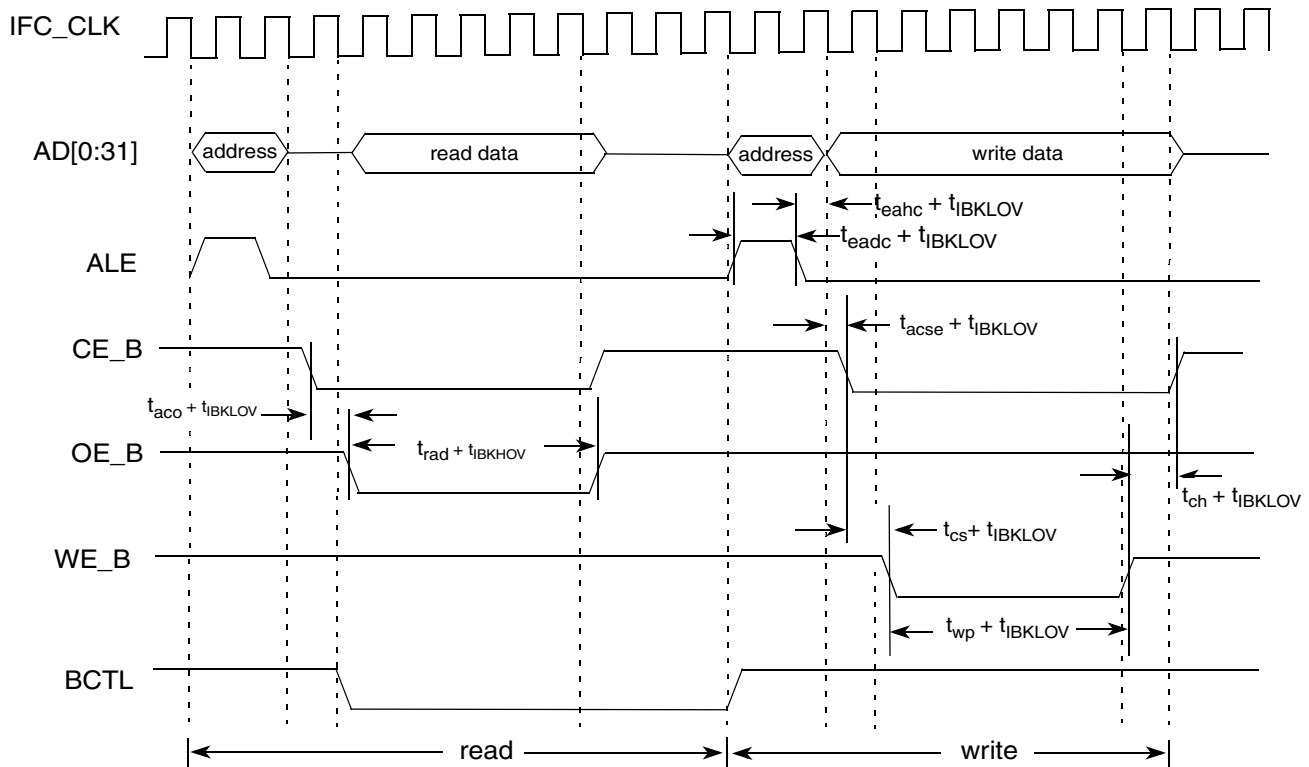 IFC_CLK
AD[0:31]
address
read data
address
write data
teahc + tIBKLOV
teadc + tIBKLOV
ALE
tacse + tIBKLOV
CE_B
taco + tIBKLOV
trad + tIBKHOV
OE_B
tch + tIBKLOV
tcs+ tIBKLOV
WE_B
twp + tIBKLOV
BCTL
read
write